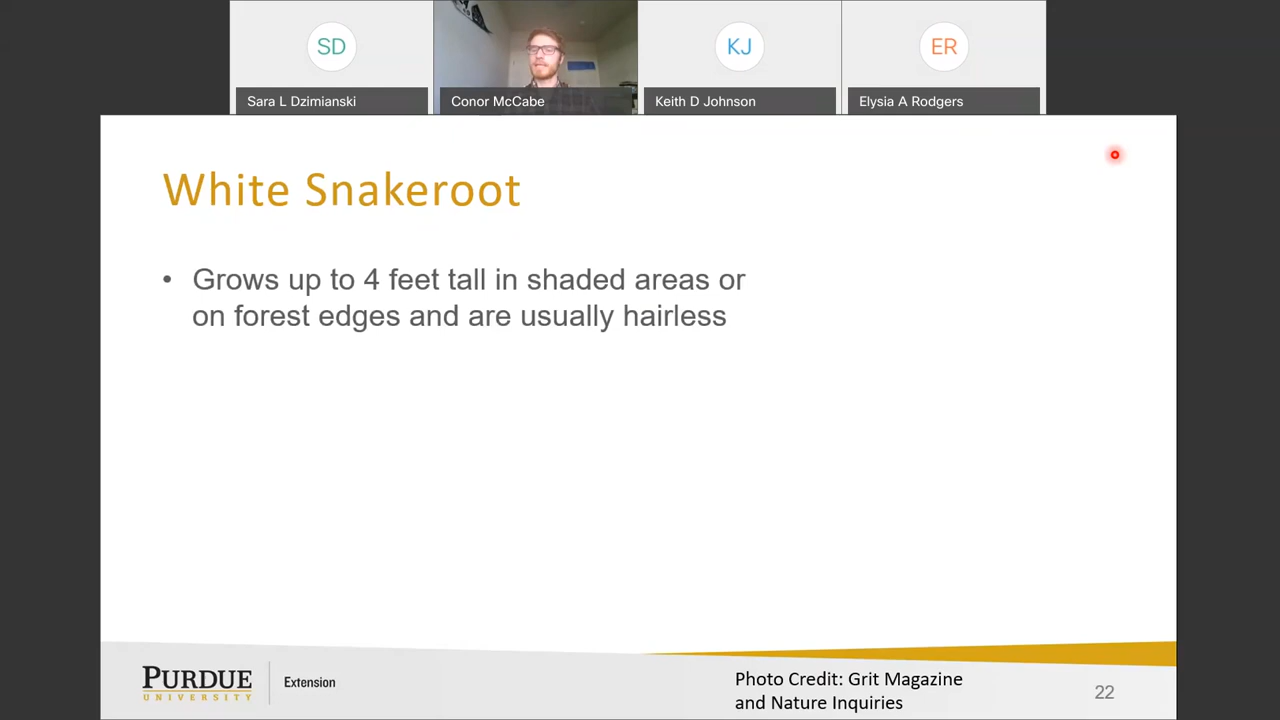 SD
KJ
ER
Sara L Dzimianski
Conor McCabe
Keith D Johnson
Elysia A Rodgers
White Snakeroot
• Grows up to 4 feet tall in shaded areas or
on forest edges and are usually hairless
PURDUE
UNIVERSITY
Extension
Photo Credit: Grit Magazine
and Nature Inquiries
22